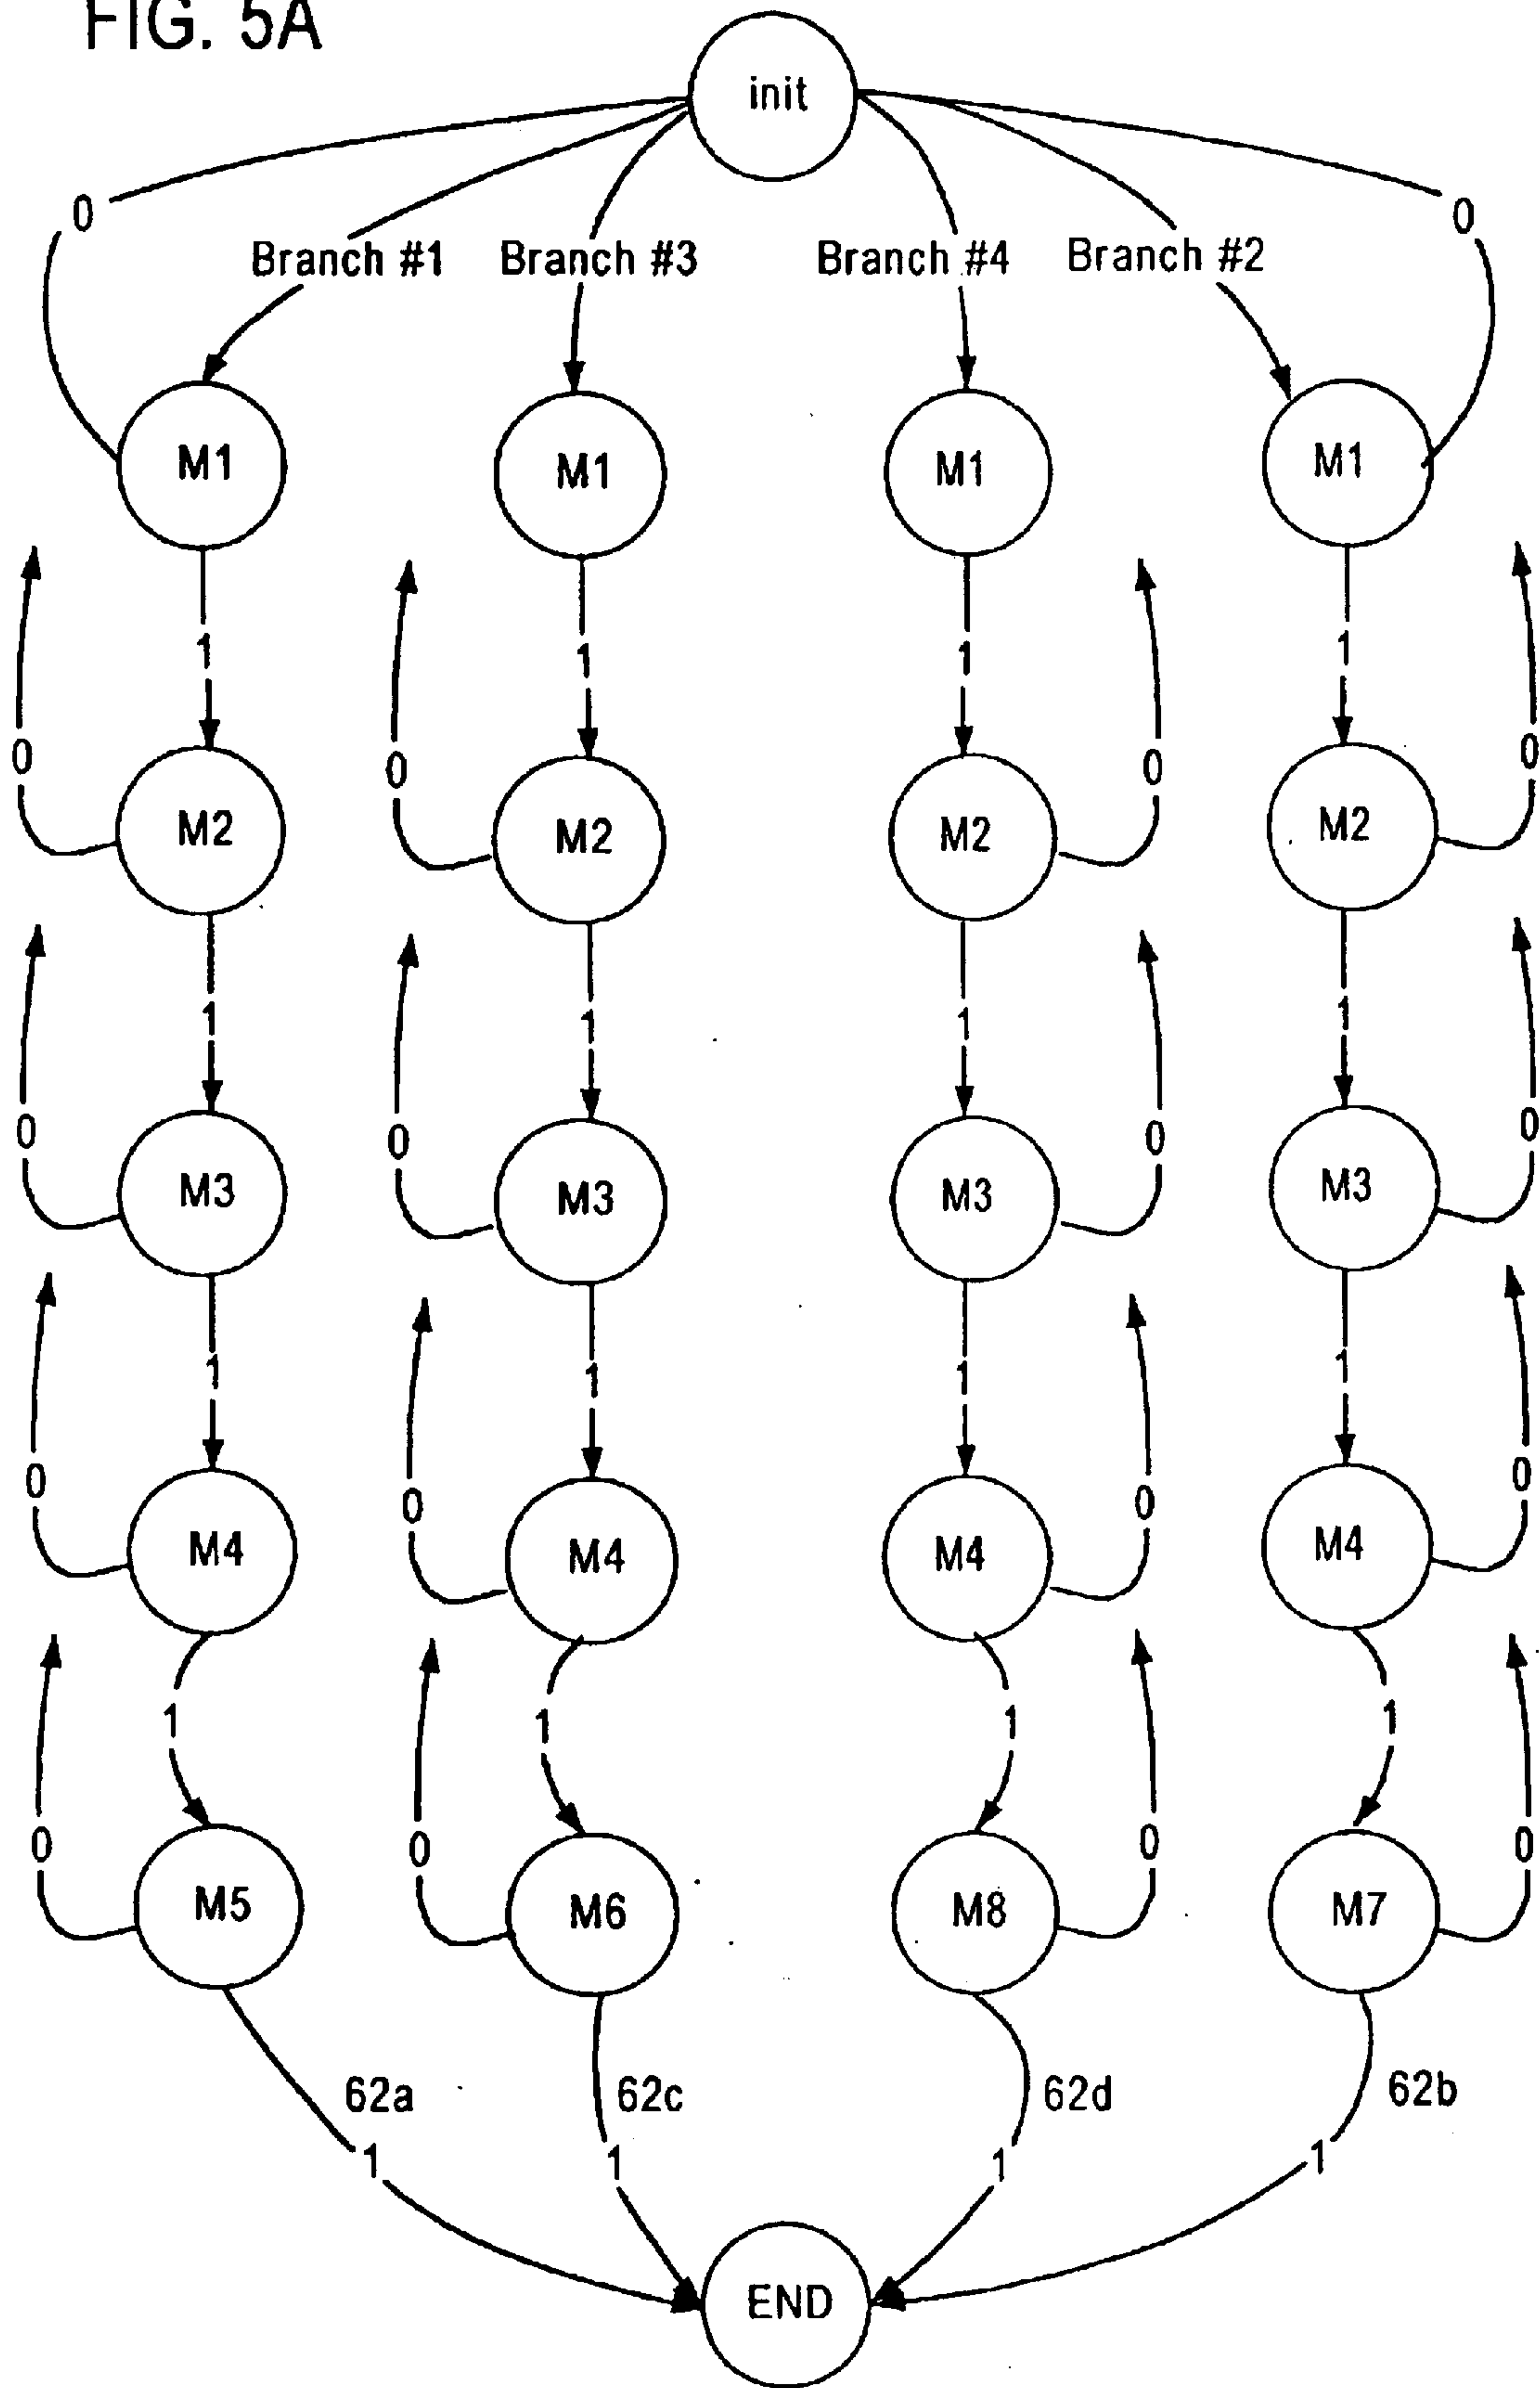 FIG. 5A
init
0 0
Branch #1 Branch #3 Branch #4 Branch #2
M1 M1 M1 M1
1 1 1 1
0 0 0 0
M2 M2 M2 M2
1 1 1 1
0 0 0 0
M3 M3 M3 M3
1 1 1 1
0 0 0 0
M4 M4 M4 M4
1 1 1 1
0 0 0 0
M5 M6 M8 M7
62a 62c 62d 62b
1 1 1 1
END